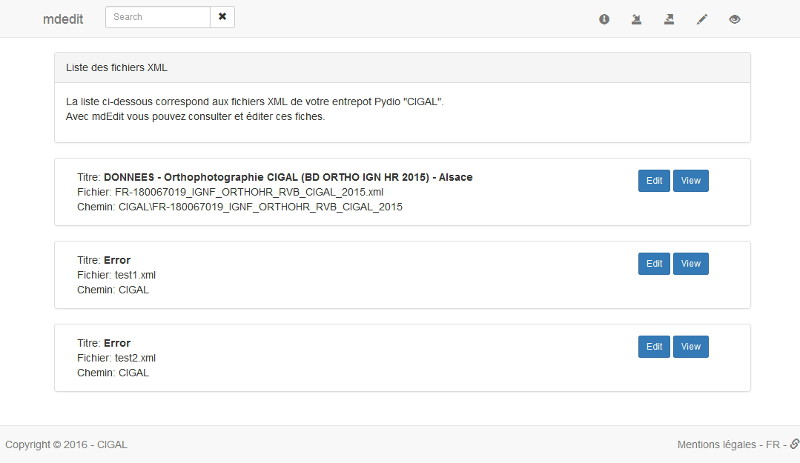 mdedit
Search
Liste des fichiers XML
La liste ci-dessous correspond aux fichiers XML de votre entrepot Pydio "CIGAL".
Avec mdEdit vous pouvez consulter et éditer ces fiches.
Titre: DONNEES - Orthophotographie CIGAL (BD ORTHO IGN HR 2015) - Alsace
Edit View
Fichier: FR-180067019_IGNF_ORTHOHR_RVB_CIGAL_2015.xml
Chemin: CIGAL\FR-180067019_IGNF_ORTHOHR_RVB_CIGAL_2015
Titre: Error
Edit View
Fichier: test1.xml
Chemin: CIGAL
Titre: Error
Edit View
Fichier: test2.xml
Chemin: CIGAL
Copyright © 2016 - CIGAL
Mentions légales - FR -